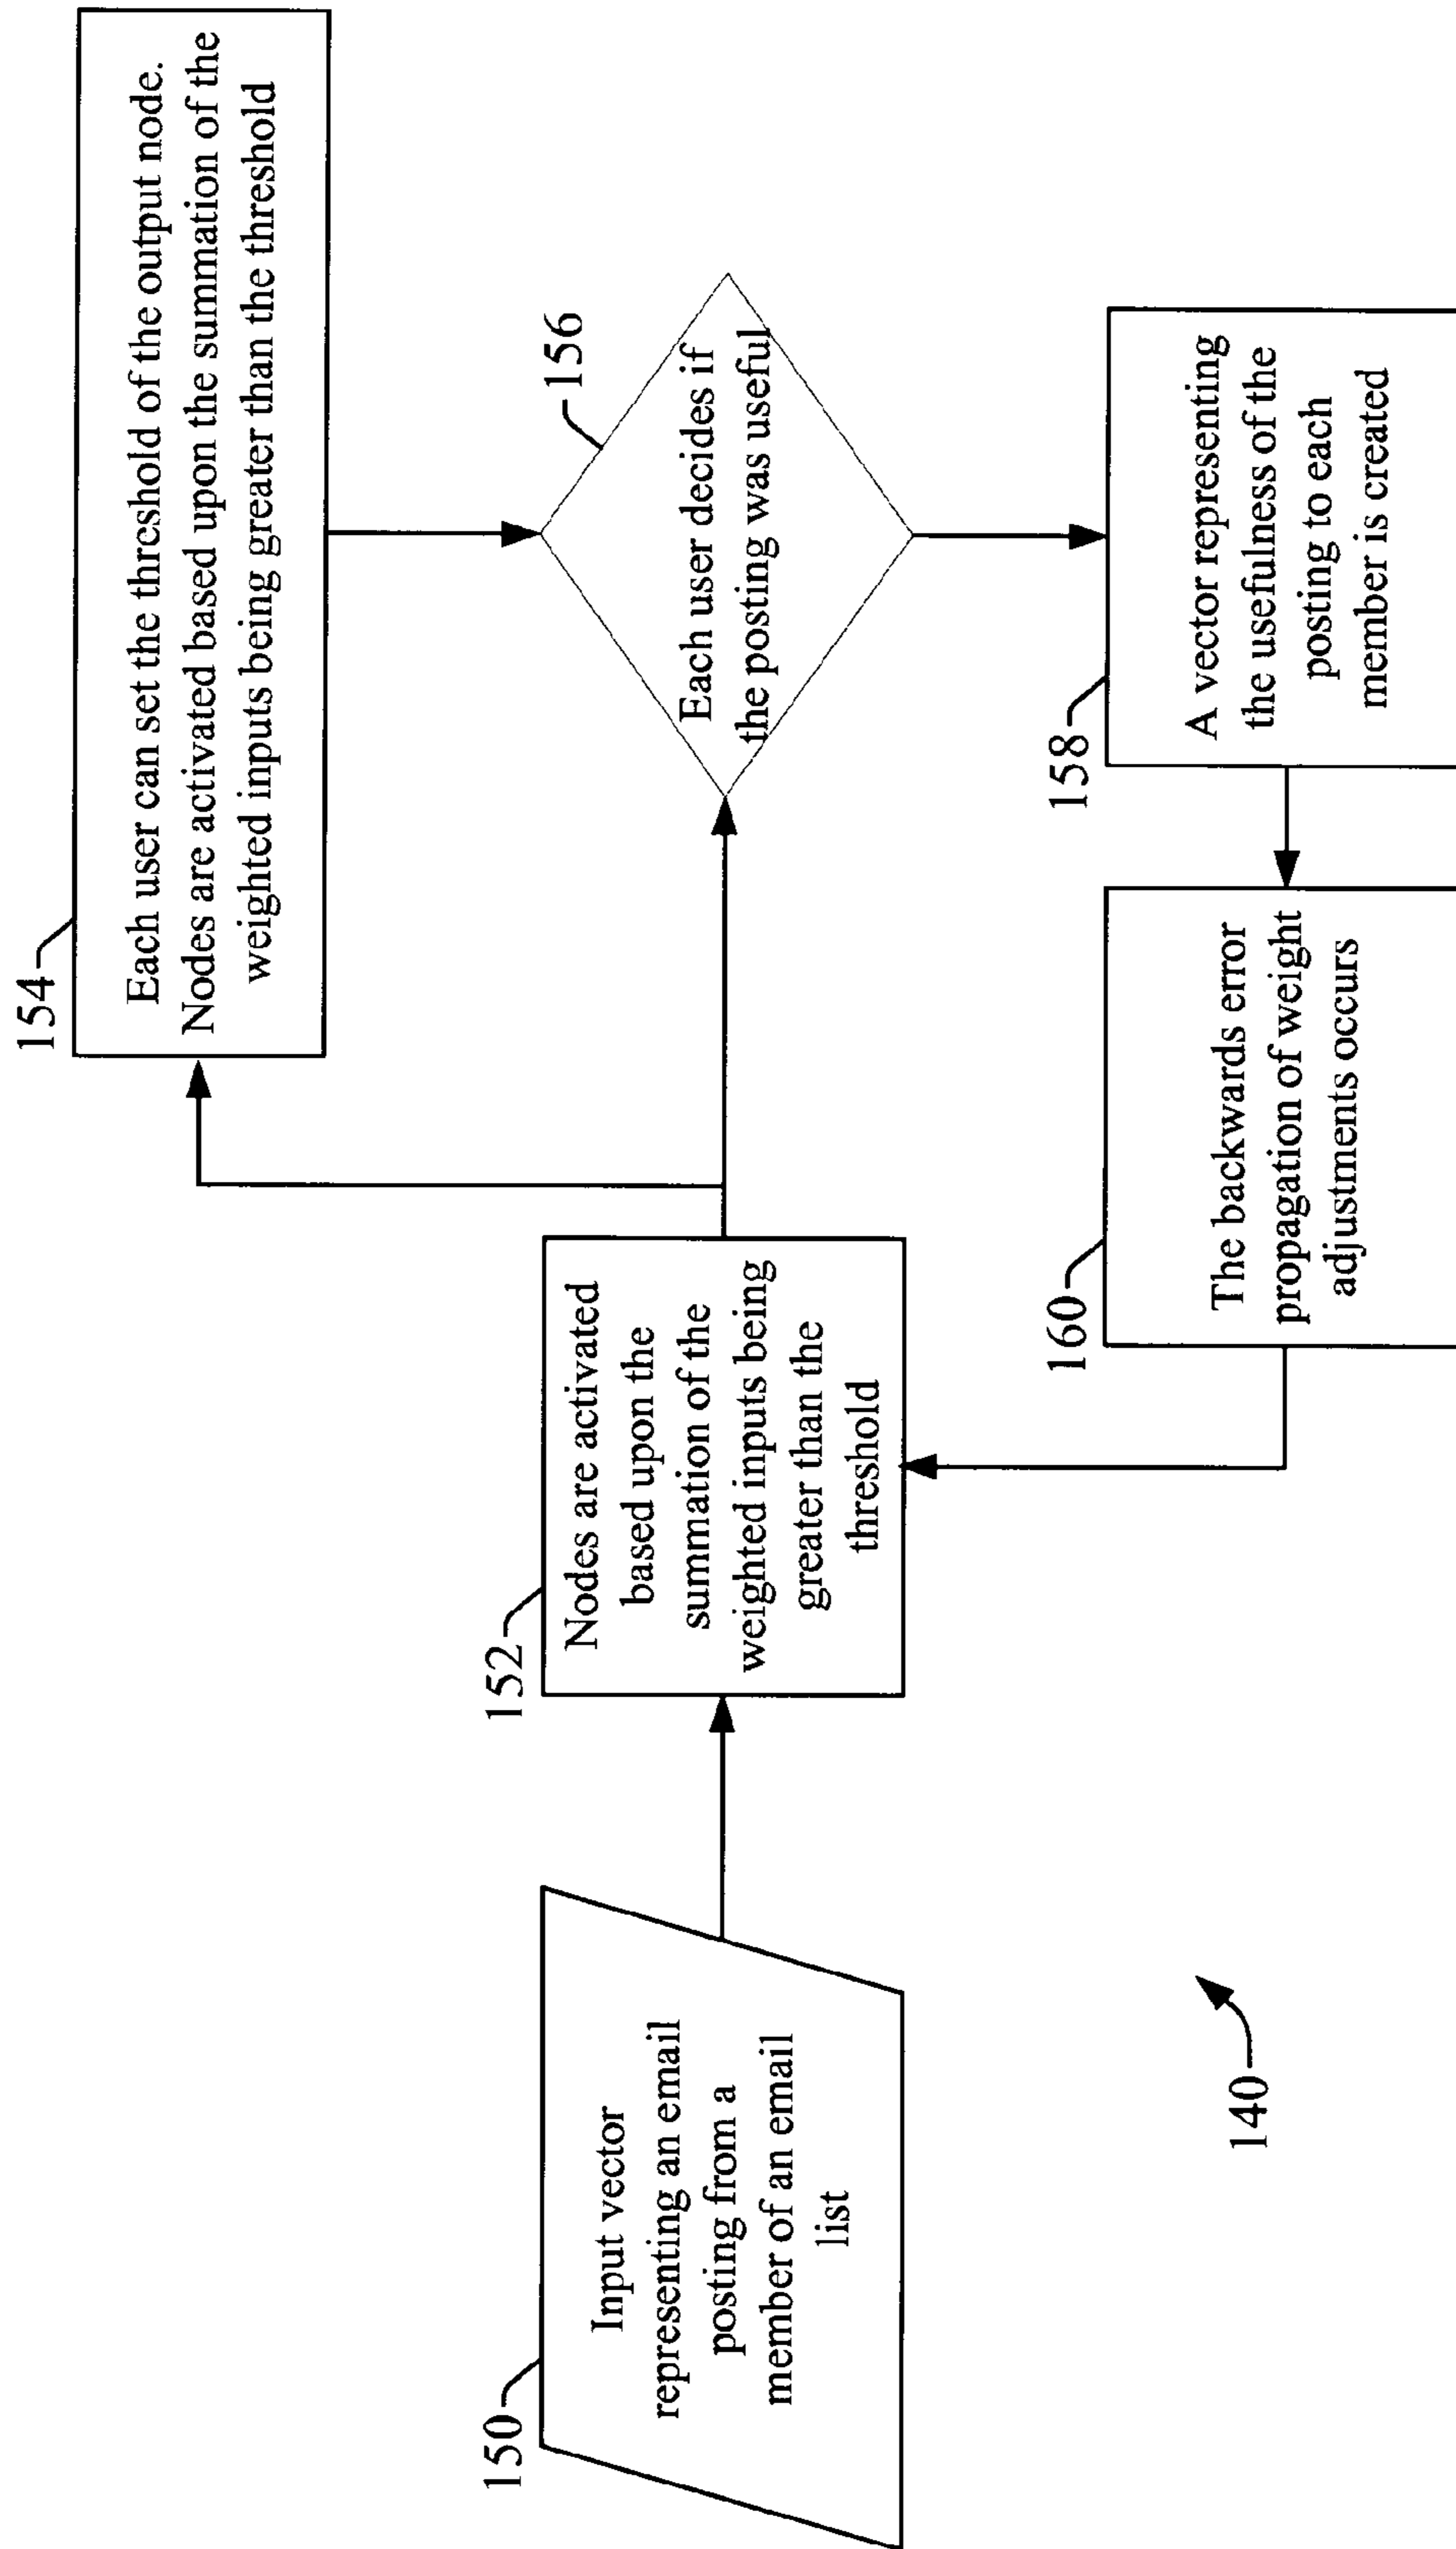 150
Input vector
representing an email
posting from a
member of an email
list
152
Nodes are activated
based upon the
summation of the
weighted inputs being
greater than the
threshold
154
Each user can set the threshold of the output node.
Nodes are activated based upon the summation of the
weighted inputs being greater than the threshold
156
Each user decides if
the posting was useful
158
A vector representing
the usefulness of the
posting to each
member is created
160
The backwards error
propagation of weight
adjustments occurs
140